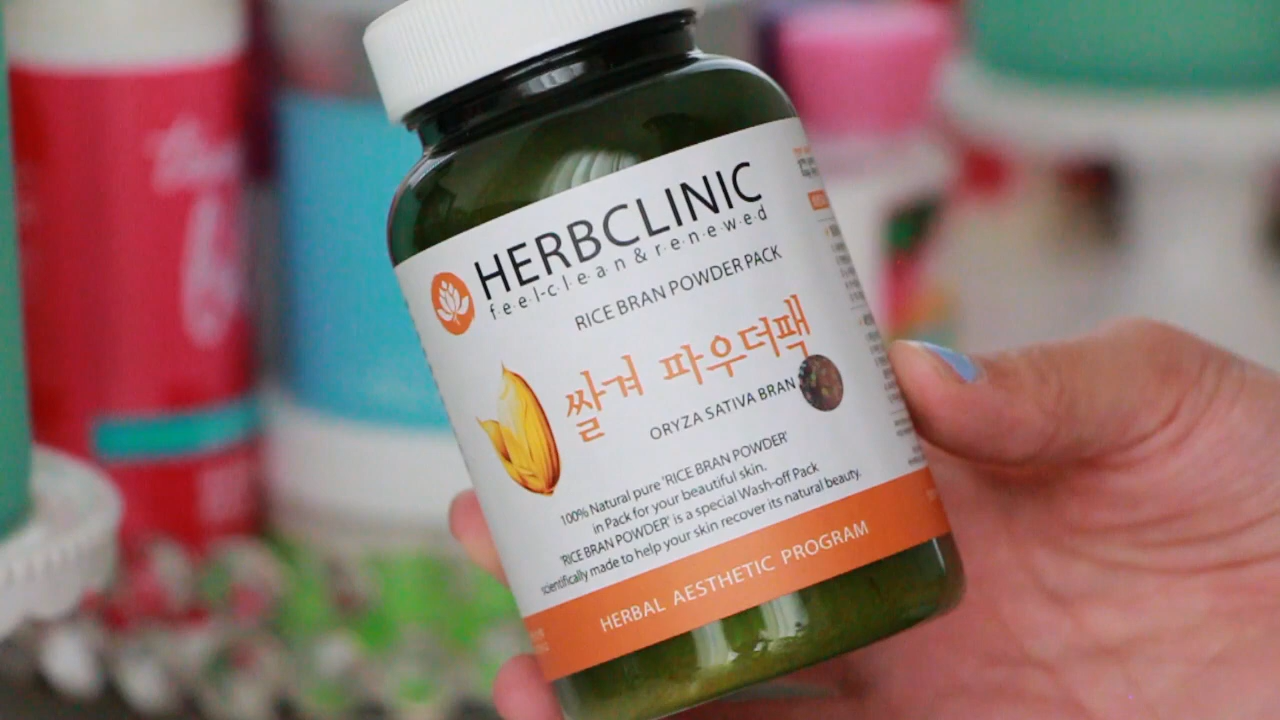 HERBCLINIC
f·e·e·l·c·l·e·a·n & r·e·n·e·w·e·d
RICE BRAN POWDER PACK
쌀겨 파우더팩
ORYZA SATIVA BRAN
100% Natural pure 'RICE BRAN POWDER'
in Pack for your beautiful skin.
'RICE BRAN POWDER' is a special Wash-off Pack
scientifically made to help your skin recover its natural beauty.
HERBAL AESTHETIC PROGRAM